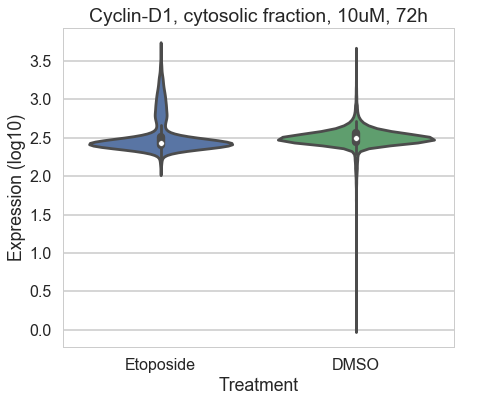 Cyclin-D1, cytosolic fraction, 10uM, 72h
Expression (log10)
3.5
3.0
2.5
2.0
1.5
1.0
0.5
0.0
Etoposide
DMSO
Treatment